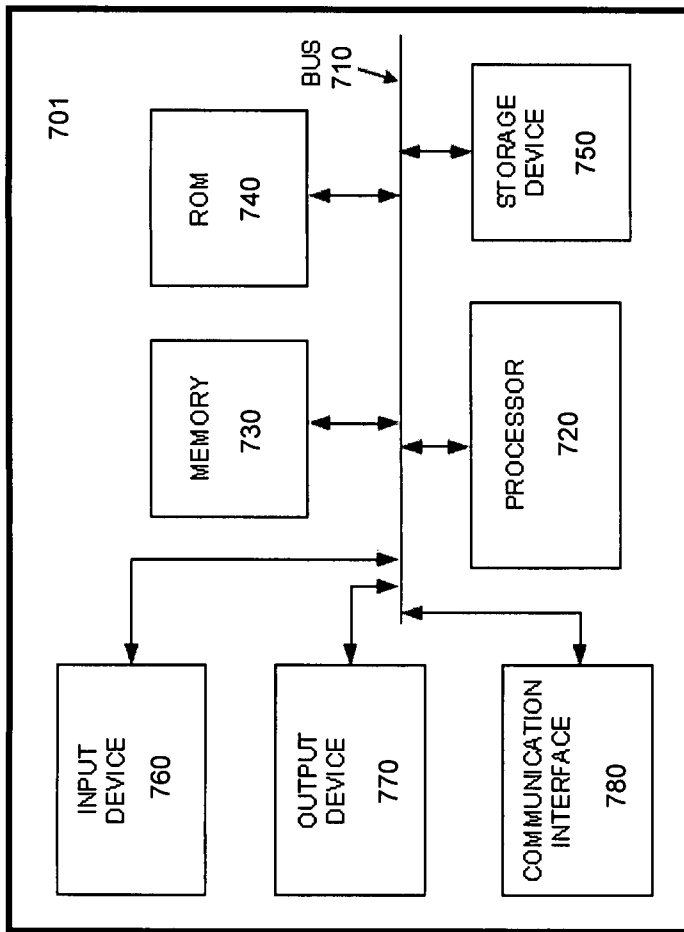 701
INPUT
DEVICE
760
MEMORY
730
ROM
740
OUTPUT
DEVICE
770
BUS
710
COMMUNICATION
INTERFACE
780
PROCESSOR
720
STORAGE
DEVICE
750